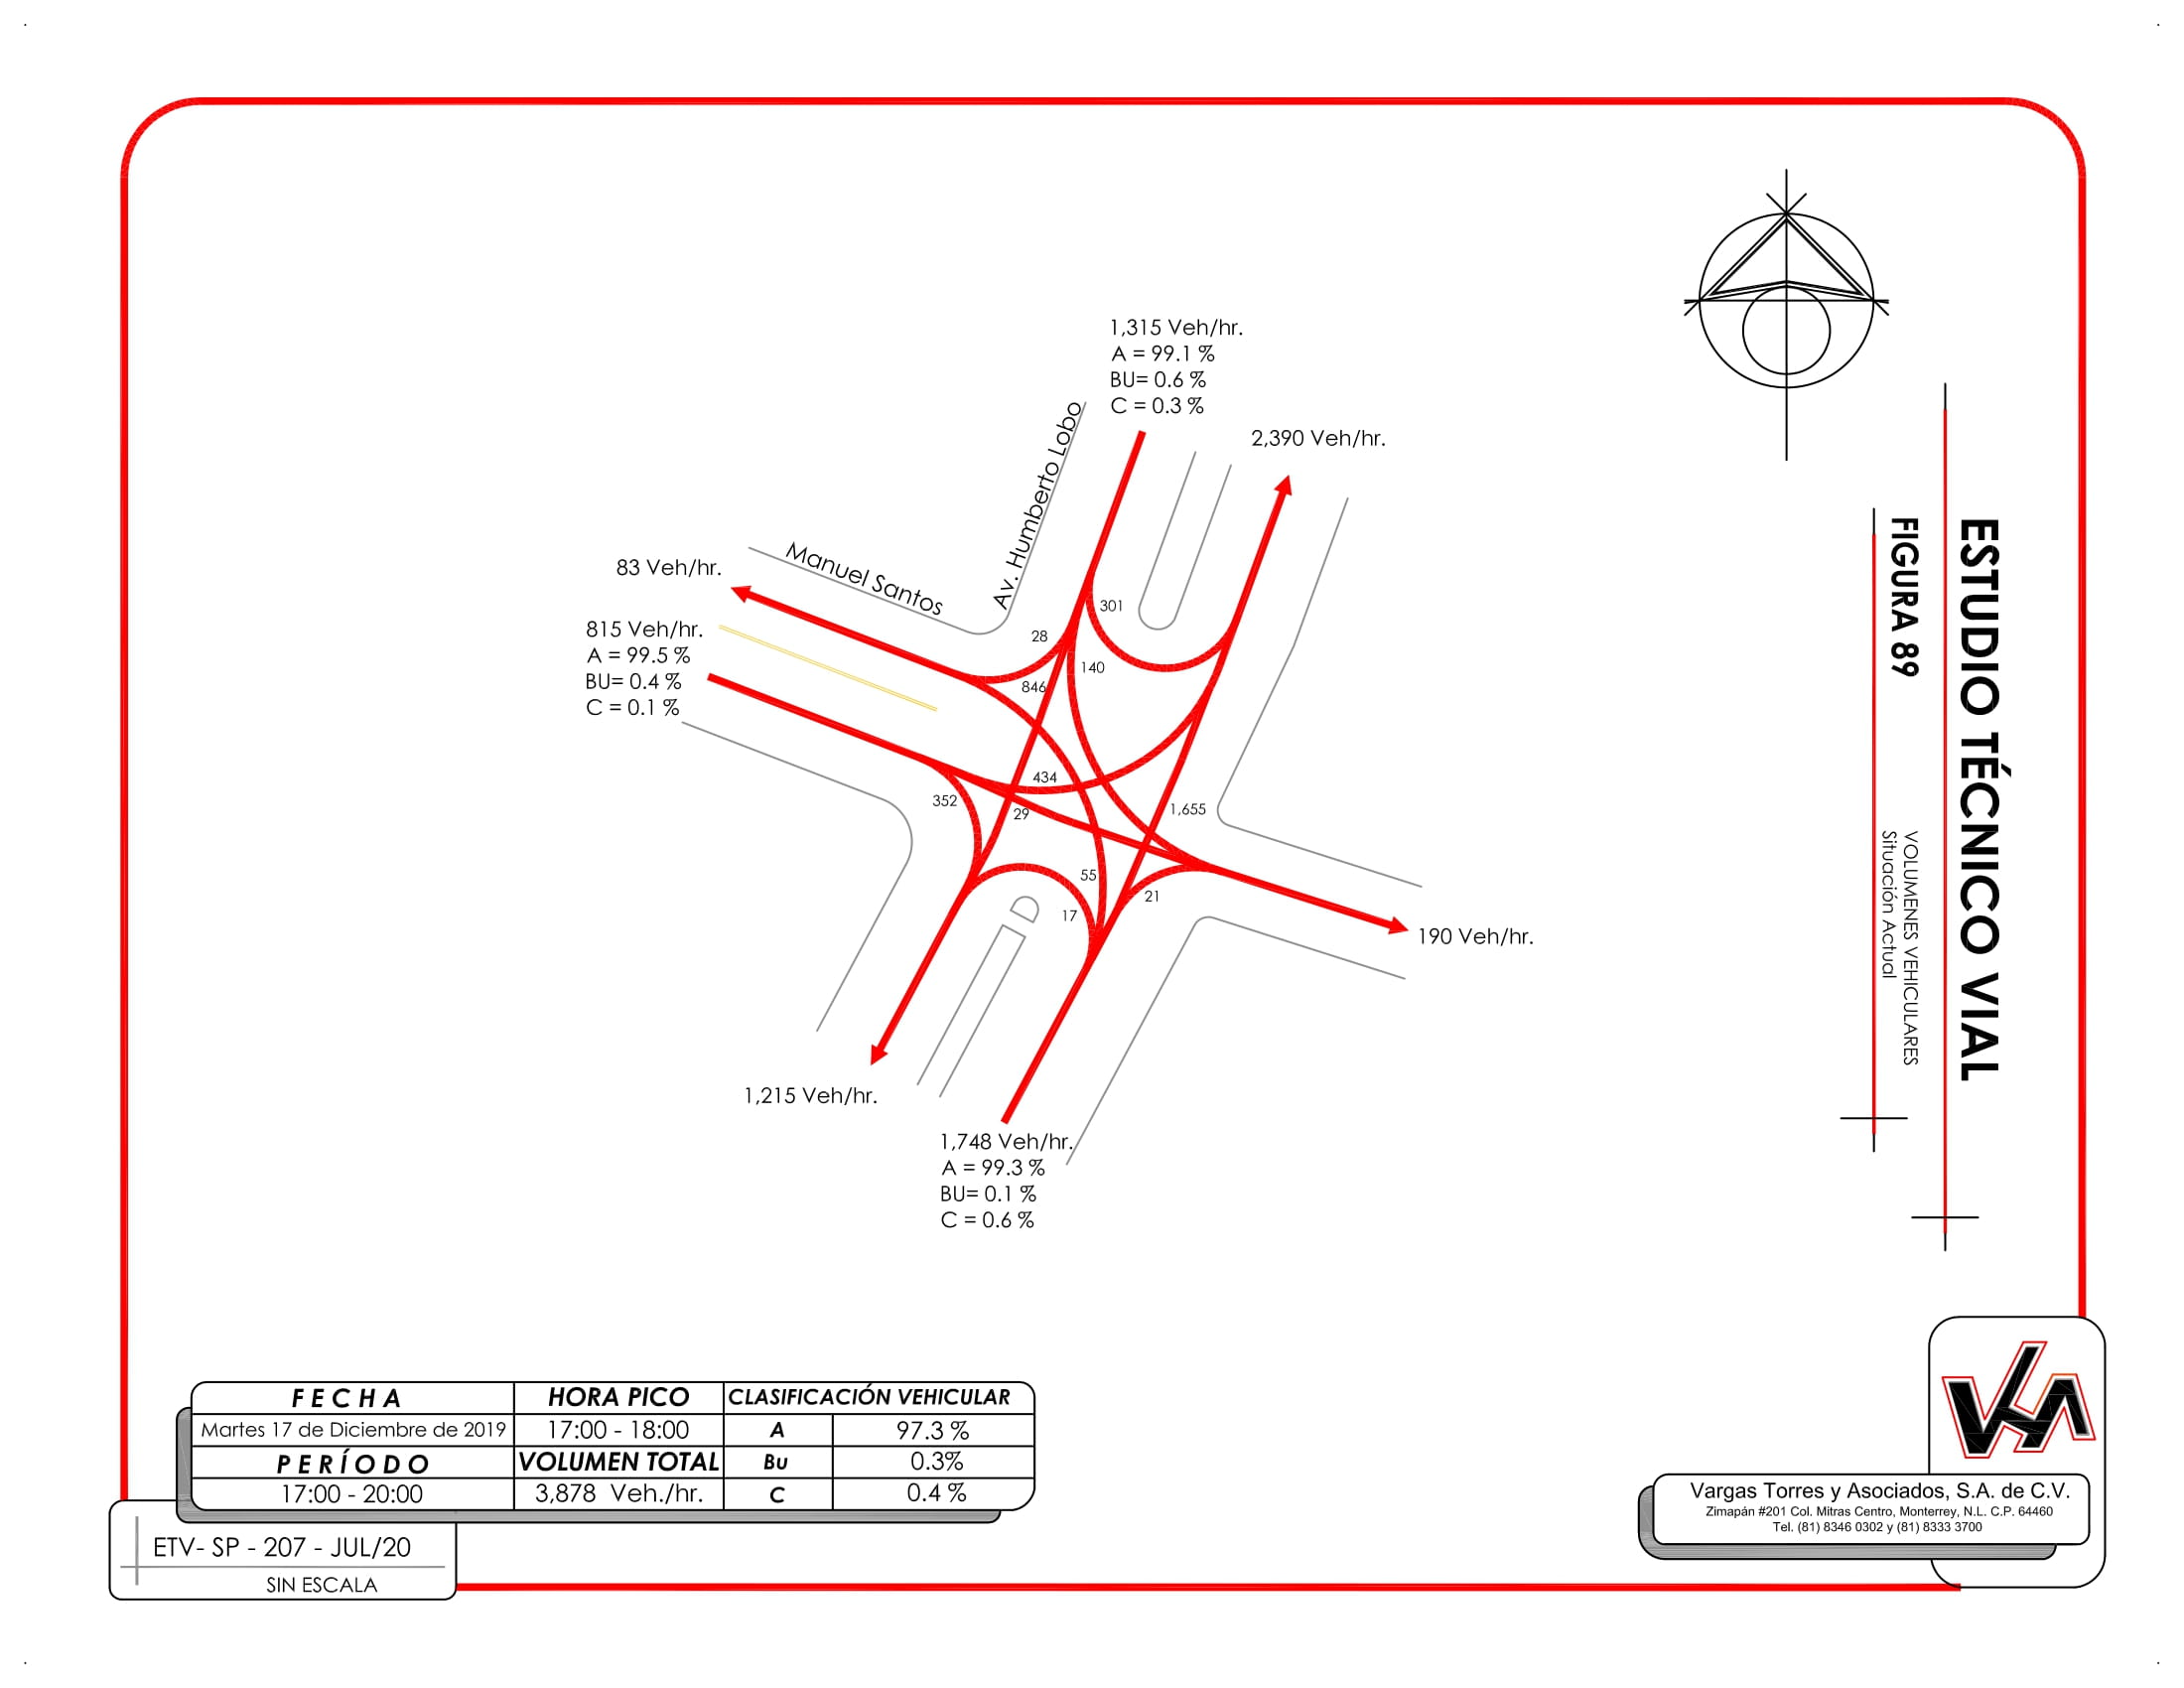 1,315 Veh/hr.
A = 99.1 %
BU= 0.6 %
C = 0.3 %
2,390 Veh/hr.
Av. Humberto Lobo
Manuel Santos
83 Veh/hr.
815 Veh/hr.
A = 99.5 %
BU= 0.4 %
C = 0.1 %
301
28
140
846
434
352
29
1,655
55
21
17
190 Veh/hr.
1,215 Veh/hr.
1,748 Veh/hr.
A = 99.3 %
BU= 0.1 %
C = 0.6 %
ESTUDIO TÉCNICO VIAL
FIGURA 89
VOLUMENES VEHICULARES
Situación Actual
FECHA HORA PICO CLASIFICACIÓN VEHICULAR
Martes 17 de Diciembre de 2019 17:00 - 18:00 A 97.3 %
PERÍODO VOLUMEN TOTAL Bu 0.3%
17:00 - 20:00 3,878 Veh./hr. C 0.4 %
ETV- SP - 207 - JUL/20
SIN ESCALA
Vargas Torres y Asociados, S.A. de C.V.
Zimapán #201 Col. Mitras Centro, Monterrey, N.L. C.P. 64460
Tel. (81) 8346 0302 y (81) 8333 3700